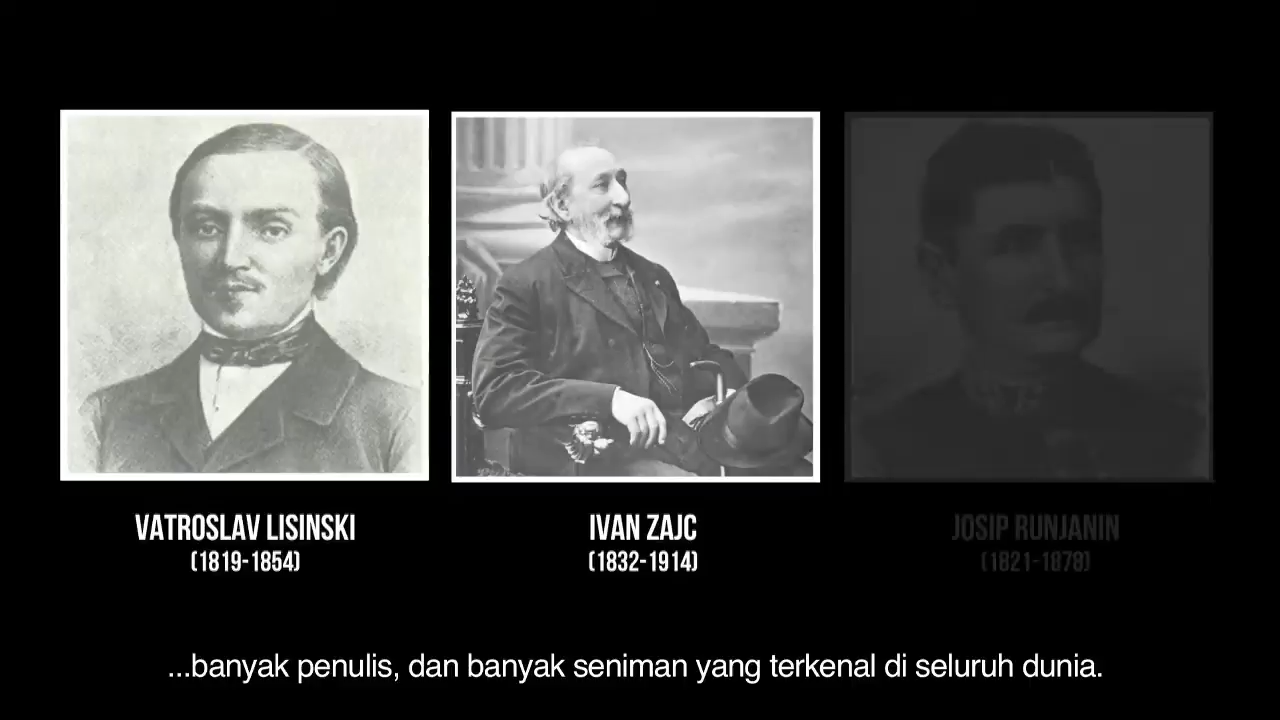 VATROSLAV LISINSKI
(1819-1854)
IVAN ZAJC
(1832-1914)
JOSIP RUNJANIN
(1821-1878)
...banyak penulis, dan banyak seniman yang terkenal di seluruh dunia.